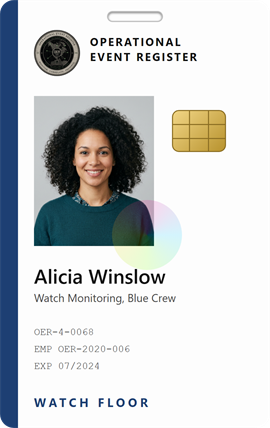 OPERATIONAL
EVENT REGISTER
Alicia Winslow
Watch Monitoring, Blue Crew
OER-4-0068
EMP OER-2020-006
EXP 07/2024
WATCH FLOOR